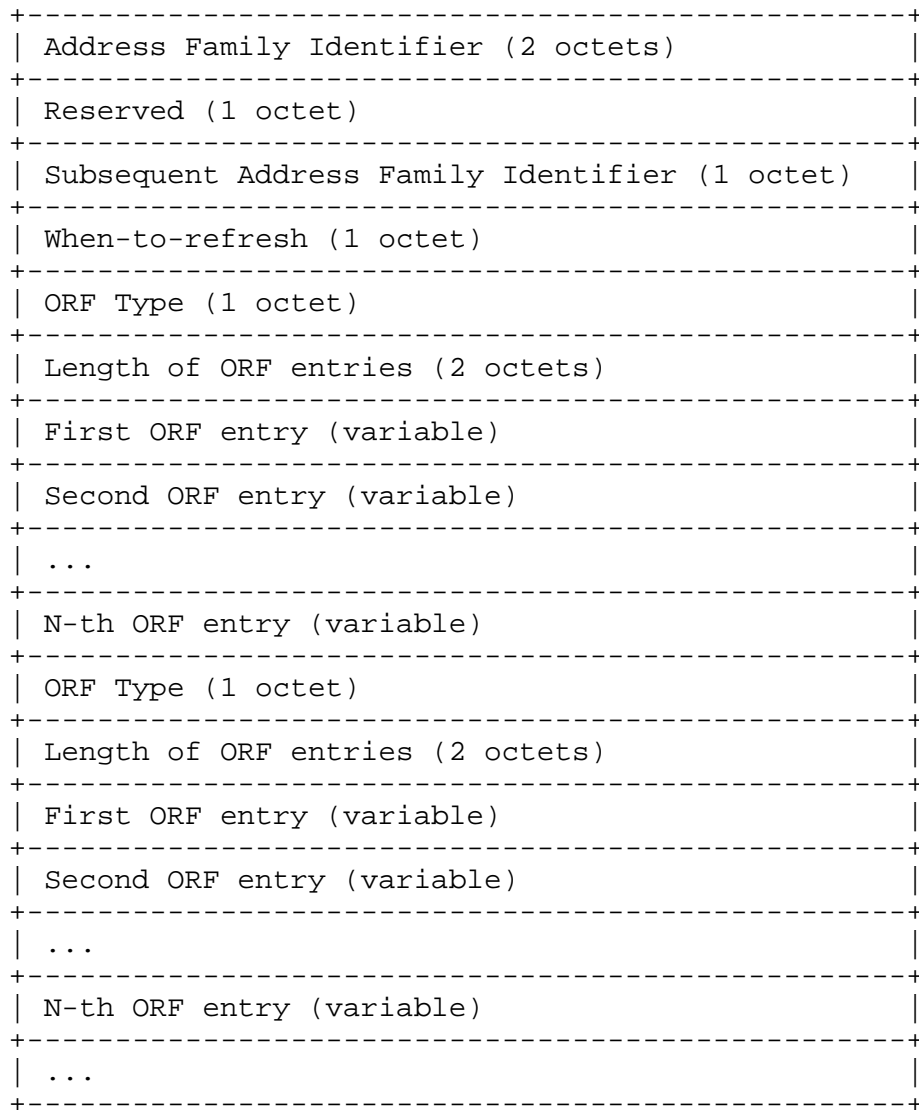 +--------------------------------------------------+
| Address Family Identifier (2 octets)             |
+--------------------------------------------------+
| Reserved (1 octet)                               |
+--------------------------------------------------+
| Subsequent Address Family Identifier (1 octet)   |
+--------------------------------------------------+
| When-to-refresh (1 octet)                        |
+--------------------------------------------------+
| ORF Type (1 octet)                               |
+--------------------------------------------------+
| Length of ORF entries (2 octets)                 |
+--------------------------------------------------+
| First ORF entry (variable)                       |
+--------------------------------------------------+
| Second ORF entry (variable)                      |
+--------------------------------------------------+
| ...                                              |
+--------------------------------------------------+
| N-th ORF entry (variable)                        |
+--------------------------------------------------+
| ORF Type (1 octet)                               |
+--------------------------------------------------+
| Length of ORF entries (2 octets)                 |
+--------------------------------------------------+
| First ORF entry (variable)                       |
+--------------------------------------------------+
| Second ORF entry (variable)                      |
+--------------------------------------------------+
| ...                                              |
+--------------------------------------------------+
| N-th ORF entry (variable)                        |
+--------------------------------------------------+
| ...                                              |
+--------------------------------------------------+